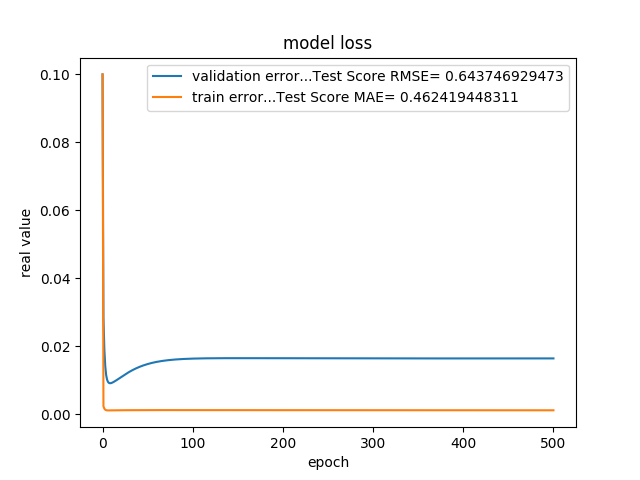 model loss
validation error...Test Score RMSE= 0.643746929473
train error...Test Score MAE= 0.462419448311
real value
0.10
0.08
0.06
0.04
0.02
0.00
0 100 200 300 400 500
epoch